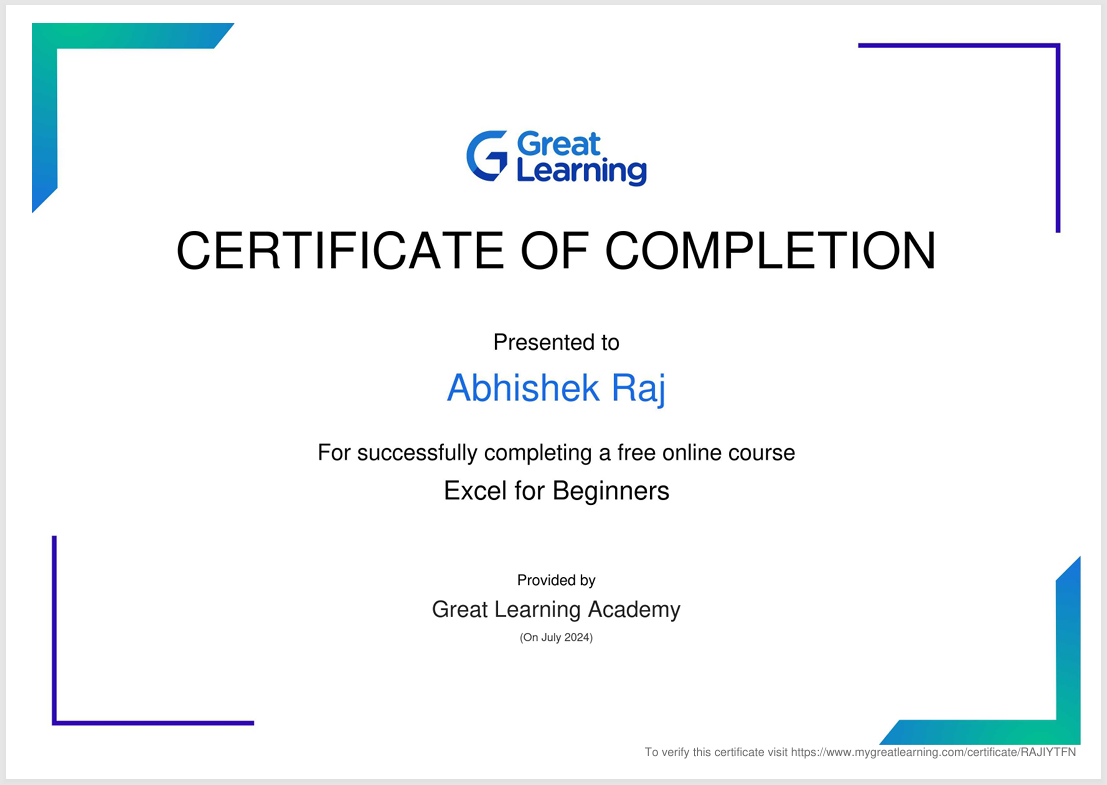 Great
Learning
CERTIFICATE OF COMPLETION
Presented to
Abhishek Raj
For successfully completing a free online course
Excel for Beginners
Provided by
Great Learning Academy
(On July 2024)
To verify this certificate visit https://www.mygreatlearning.com/certificate/RAJIYTFN